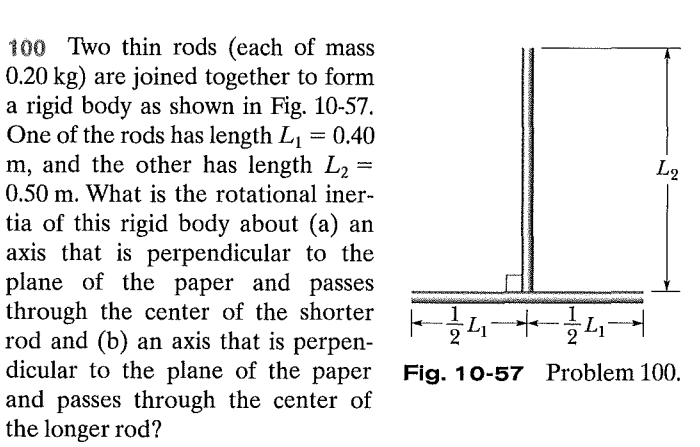 100 Two thin rods (each of mass
0.20 kg) are joined together to form
a rigid body as shown in Fig. 10-57.
One of the rods has length L₁ = 0.40
m, and the other has length L₂ =
0.50 m. What is the rotational iner-
tia of this rigid body about (a) an
axis that is perpendicular to the
plane of the paper and passes
through the center of the shorter
rod and (b) an axis that is perpen-
dicular to the plane of the paper
and passes through the center of
the longer rod?
L₂
½L₁ ½L₁
Fig. 10-57 Problem 100.